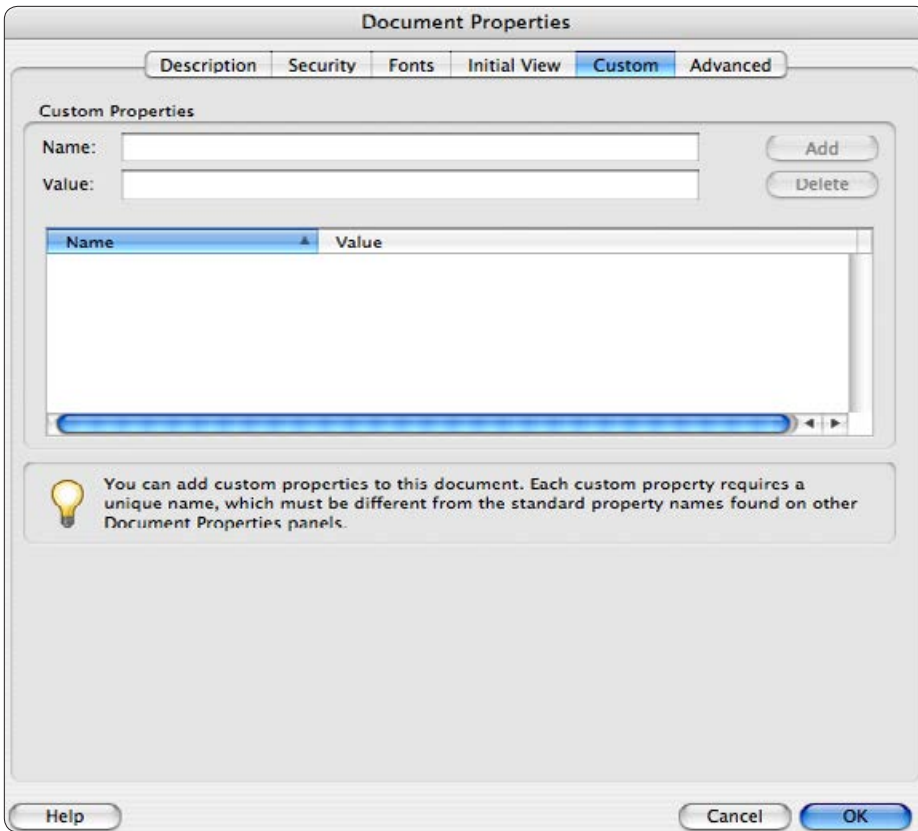 Document Properties
Description Security Fonts Initial View Custom Advanced
Custom Properties
Name: Add
Value: Delete
Name Value
You can add custom properties to this document. Each custom property requires a
unique name, which must be different from the standard property names found on other
Document Properties panels.
Help Cancel OK